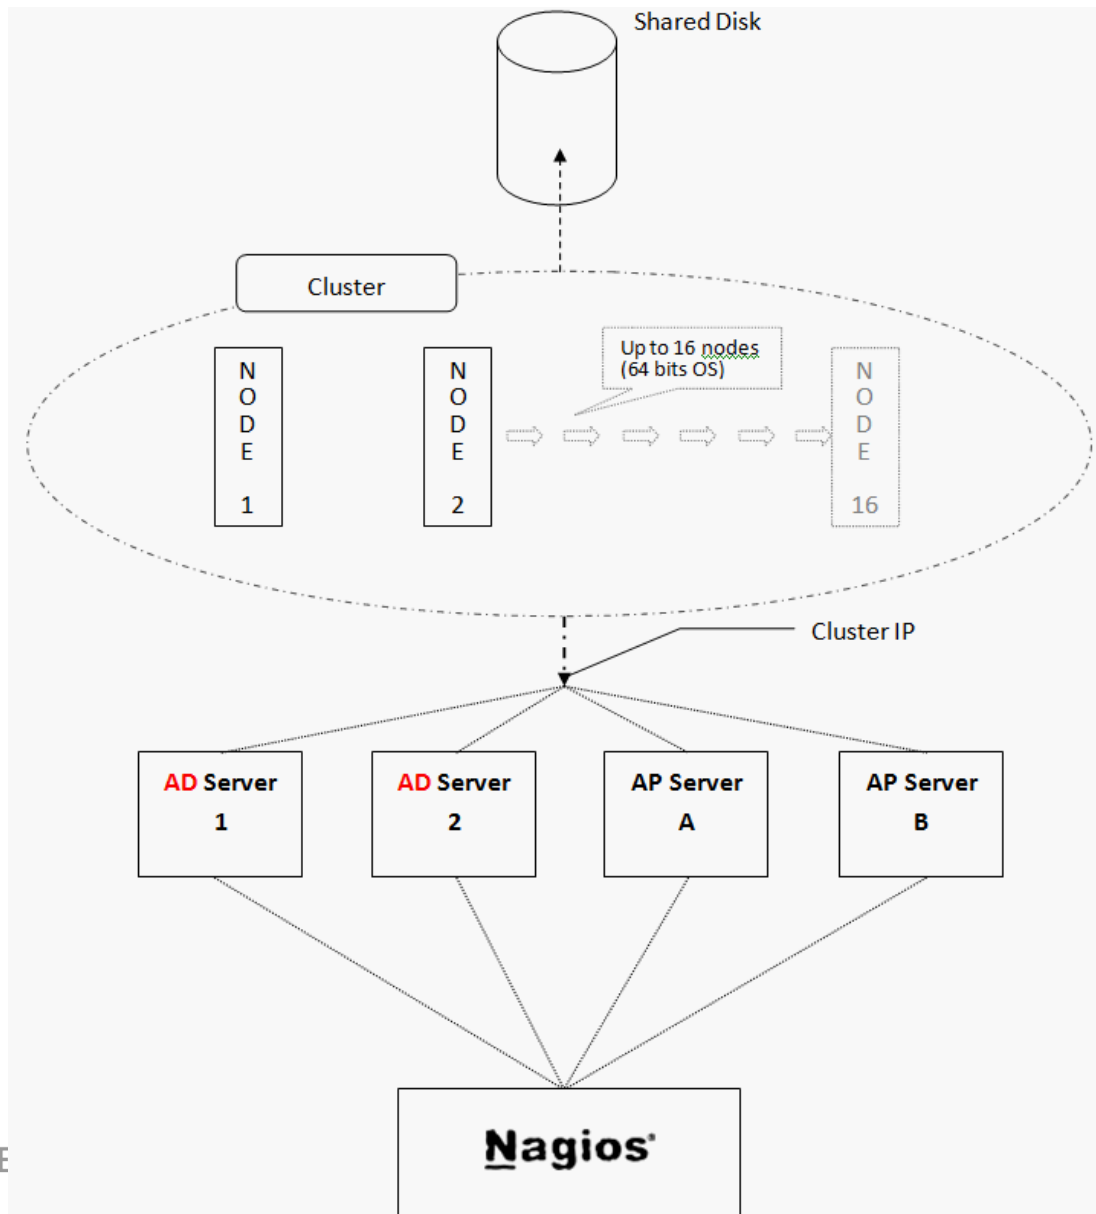 Shared Disk
Cluster
Up to 16 nodes
(64 bits OS)
N
O
D
E
1
N
O
D
E
2
N
O
D
E
16
Cluster IP
AD Server
1
AD Server
2
AP Server
A
AP Server
B
Nagios®
E